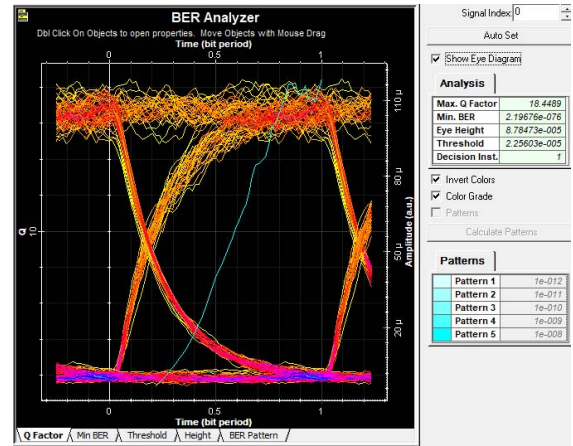 BER Analyzer
Dbl Click On Objects to open properties. Move Objects with Mouse Drag
Time (bit period)
0 0.5 1
Q
10
Amplitude (a.u.)
110 µ
80 µ
50 µ
20 µ
0 0.5 1
Time (bit period)
Q Factor Min BER Threshold Height BER Pattern
Signal Index: 0
Auto Set
Show Eye Diagram
Analysis
Max. Q Factor 18.4489
Min. BER 2.19676e-076
Eye Height 8.78473e-005
Threshold 2.25603e-005
Decision Inst. 1
Invert Colors
Color Grade
Patterns
Calculate Patterns
Patterns
Pattern 1 1e-012
Pattern 2 1e-011
Pattern 3 1e-010
Pattern 4 1e-009
Pattern 5 1e-008